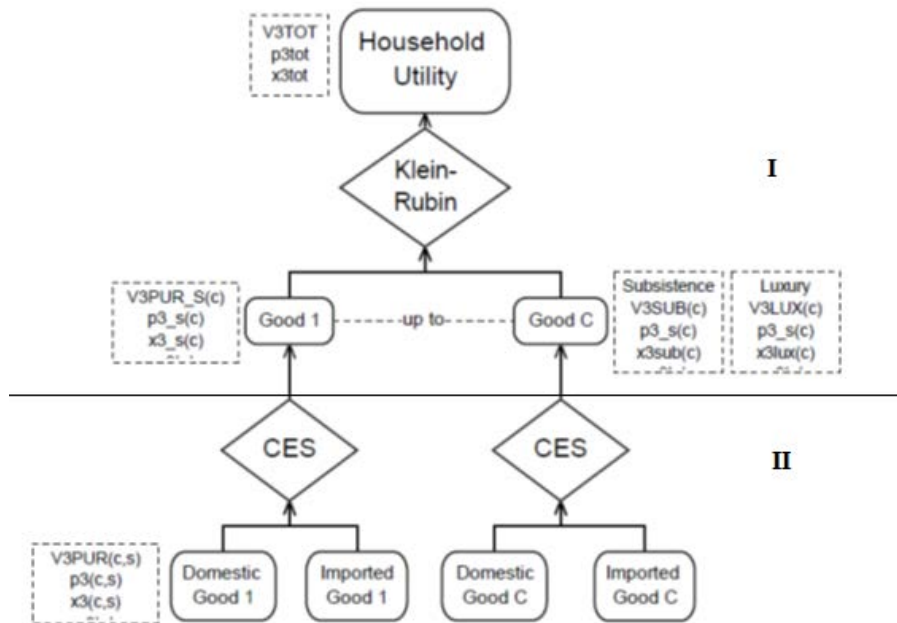 V3TOT
p3tot
x3tot
Household
Utility
Klein-
Rubin
I
V3PUR_S(c)
p3_s(c)
x3_s(c)
Good 1
up to
Good C
Subsistence
V3SUB(c)
p3_s(c)
x3sub(c)
Luxury
V3LUX(c)
p3_s(c)
x3lux(c)
CES
CES
II
V3PUR(c,s)
p3(c,s)
x3(c,s)
Domestic
Good 1
Imported
Good 1
Domestic
Good C
Imported
Good C